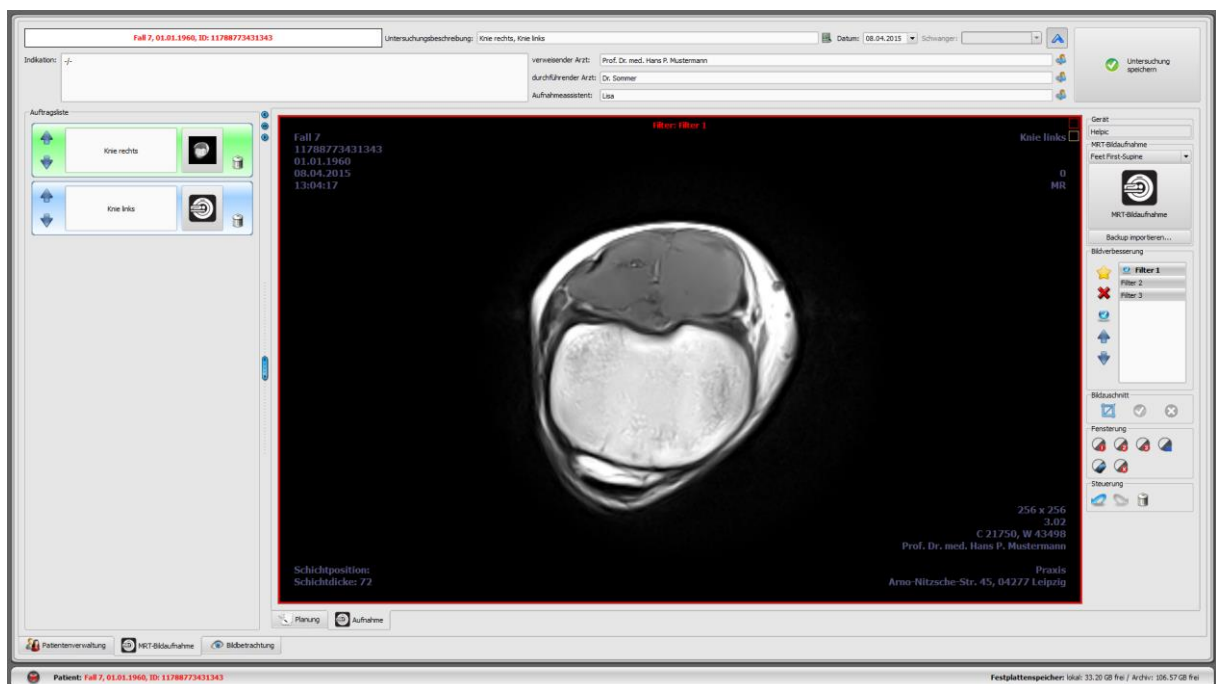 Fall 7, 01.01.1960, ID: 11788773431343
Untersuchungsbeschreibung: Knie rechts, Knie links
Datum: 08.04.2015
Schwanger:
Indikation: -/-
verweisender Arzt: Prof. Dr. med. Hans P. Mustermann
durchführender Arzt: Dr. Sommer
Aufnahmeassistent: Lisa
Untersuchung
speichern
Auftragsliste
Knie rechts
Knie links
Filter: Filter 1
Fall 7
11788773431343
01.01.1960
08.04.2015
13:04:17
Knie links
0
MR
256 x 256
3.02
C 21750, W 43498
Prof. Dr. med. Hans P. Mustermann
Praxis
Arno-Nitzsche-Str. 45, 04277 Leipzig
Schichtposition:
Schichtdicke: 72
Gerät
Helpic
MRT-Bildaufnahme
Feet First-Supine
MRT-Bildaufnahme
Backup importieren...
Bildverbesserung
Filter 1
Filter 2
Filter 3
Bildzuschnitt
Fensterung
Steuerung
Planung
Aufnahme
Patientenverwaltung
MRT-Bildaufnahme
Bildbetrachtung
Patient: Fall 7, 01.01.1960, ID: 11788773431343
Festplattenspeicher: lokal: 33.20 GB frei / Archiv: 106.57 GB frei